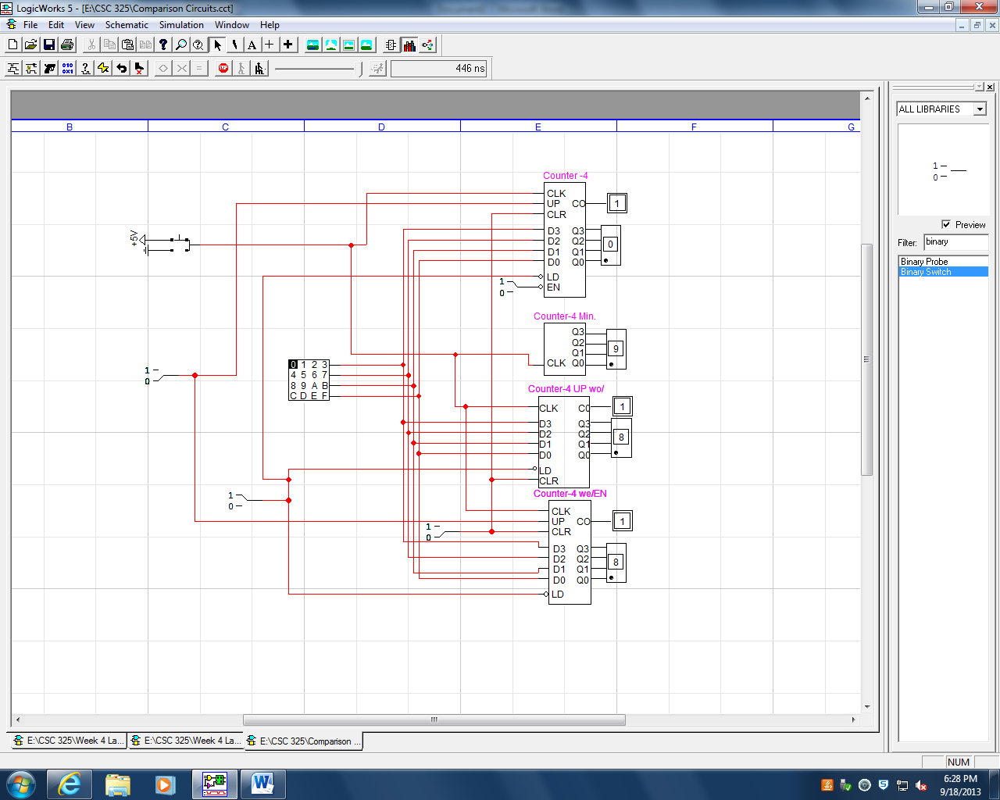 LogicWorks 5 - [E:\CSC 325\Comparison Circuits.cct]
File Edit View Schematic Simulation Window Help
446 ns
ALL LIBRARIES
B C D E F G
1
0
Preview
Filter: binary
Binary Probe
Binary Switch
+5V
Counter -4
CLK
UP CO 1
CLR
D3 Q3
D2 Q2 0
D1 Q1
D0 Q0
LD
EN
1
0
Counter-4 Min.
Q3
Q2 9
Q1
CLK Q0
1
0
0 1 2 3
4 5 6 7
8 9 A B
C D E F
Counter-4 UP wo/
CLK CO 1
D3 Q3
D2 Q2 8
D1 Q1
D0 Q0
LD
CLR
1
0
Counter-4 we/EN
CLK
UP CO 1
CLR
1
0
D3 Q3
D2 Q2 8
D1 Q1
D0 Q0
LD
E:\CSC 325\Week 4 La... E:\CSC 325\Week 4 La... E:\CSC 325\Comparison ...
NUM
6:28 PM
9/18/2013